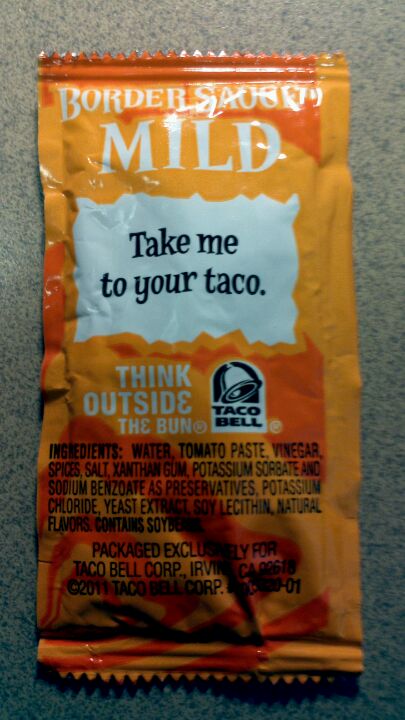 BORDER SAUCE
MILD
Take me
to your taco.
THINK
OUTSIDE
THE BUN®
TACO
BELL ®
INGREDIENTS: WATER, TOMATO PASTE, VINEGAR,
SPICES, SALT, XANTHAN GUM, POTASSIUM SORBATE AND
SODIUM BENZOATE AS PRESERVATIVES, POTASSIUM
CHLORIDE, YEAST EXTRACT, SOY LECITHIN, NATURAL
FLAVORS. CONTAINS SOYBEANS.
PACKAGED EXCLUSIVELY FOR
TACO BELL CORP., IRVINE, CA 92618
©2011 TACO BELL CORP.